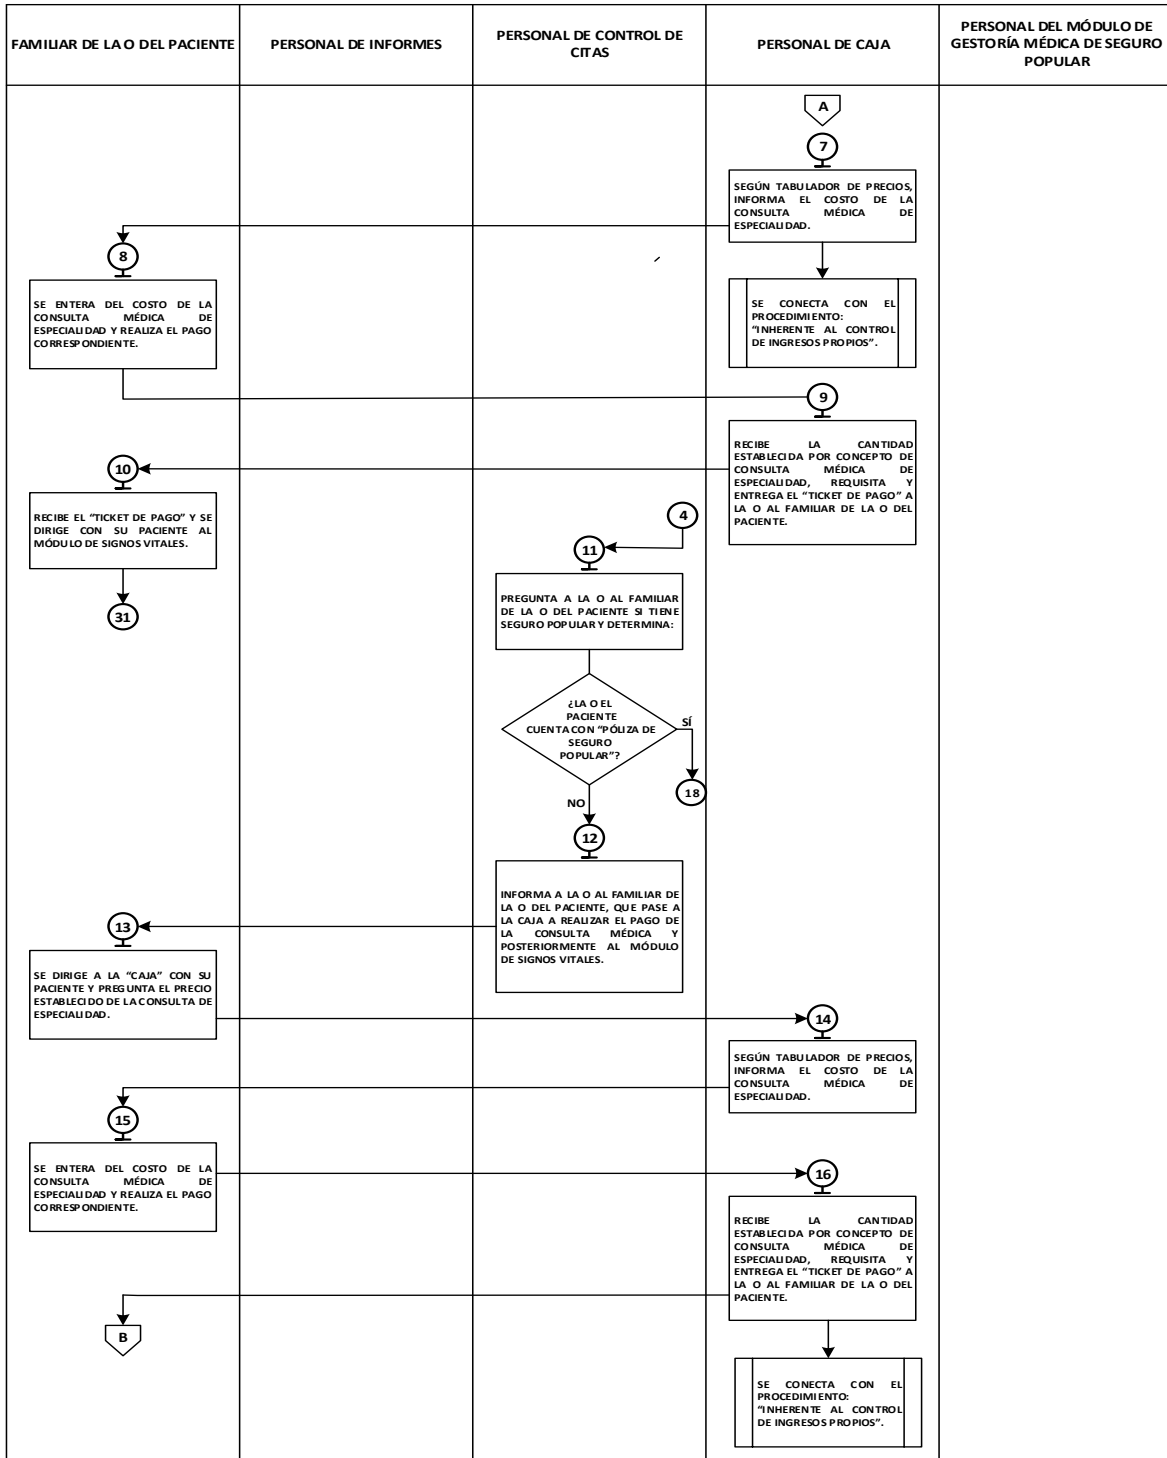 FAMILIAR DE LA O DEL PACIENTE
PERSONAL DE INFORMES
PERSONAL DE CONTROL DE
CITAS
PERSONAL DE CAJA
PERSONAL DEL MÓDULO DE
GESTORÍA MÉDICA DE SEGURO
POPULAR
A
7
SEGÚN TABULADOR DE PRECIOS,
INFORMA EL COSTO DE LA
CONSULTA MÉDICA DE
ESPECIALIDAD.
8
SE ENTERA DEL COSTO DE LA
CONSULTA MÉDICA DE
ESPECIALIDAD Y REALIZA EL PAGO
CORRESPONDIENTE.
SE CONECTA CON EL
PROCEDIMIENTO:
“INHERENTE AL CONTROL
DE INGRESOS PROPIOS”.
9
RECIBE LA CANTIDAD
ESTABLECIDA POR CONCEPTO DE
CONSULTA MÉDICA DE
ESPECIALIDAD, REQUISITA Y
ENTREGA EL “TICKET DE PAGO” A
LA O AL FAMILIAR DE LA O DEL
PACIENTE.
10
RECIBE EL “TICKET DE PAGO” Y SE
DIRIGE CON SU PACIENTE AL
MÓDULO DE SIGNOS VITALES.
31
4
11
PREGUNTA A LA O AL FAMILIAR
DE LA O DEL PACIENTE SI TIENE
SEGURO POPULAR Y DETERMINA:
¿LA O EL
PACIENTE
CUENTA CON “PÓLIZA DE
SEGURO
POPULAR”?
SÍ
18
NO
12
INFORMA A LA O AL FAMILIAR DE
LA O DEL PACIENTE, QUE PASE A
LA CAJA A REALIZAR EL PAGO DE
LA CONSULTA MÉDICA Y
POSTERIORMENTE AL MÓDULO
DE SIGNOS VITALES.
13
SE DIRIGE A LA “CAJA” CON SU
PACIENTE Y PREGUNTA EL PRECIO
ESTABLECIDO DE LA CONSULTA DE
ESPECIALIDAD.
14
SEGÚN TABULADOR DE PRECIOS,
INFORMA EL COSTO DE LA
CONSULTA MÉDICA DE
ESPECIALIDAD.
15
SE ENTERA DEL COSTO DE LA
CONSULTA MÉDICA DE
ESPECIALIDAD Y REALIZA EL PAGO
CORRESPONDIENTE.
16
RECIBE LA CANTIDAD
ESTABLECIDA POR CONCEPTO DE
CONSULTA MÉDICA DE
ESPECIALIDAD, REQUISITA Y
ENTREGA EL “TICKET DE PAGO” A
LA O AL FAMILIAR DE LA O DEL
PACIENTE.
B
SE CONECTA CON EL
PROCEDIMIENTO:
“INHERENTE AL CONTROL
DE INGRESOS PROPIOS”.